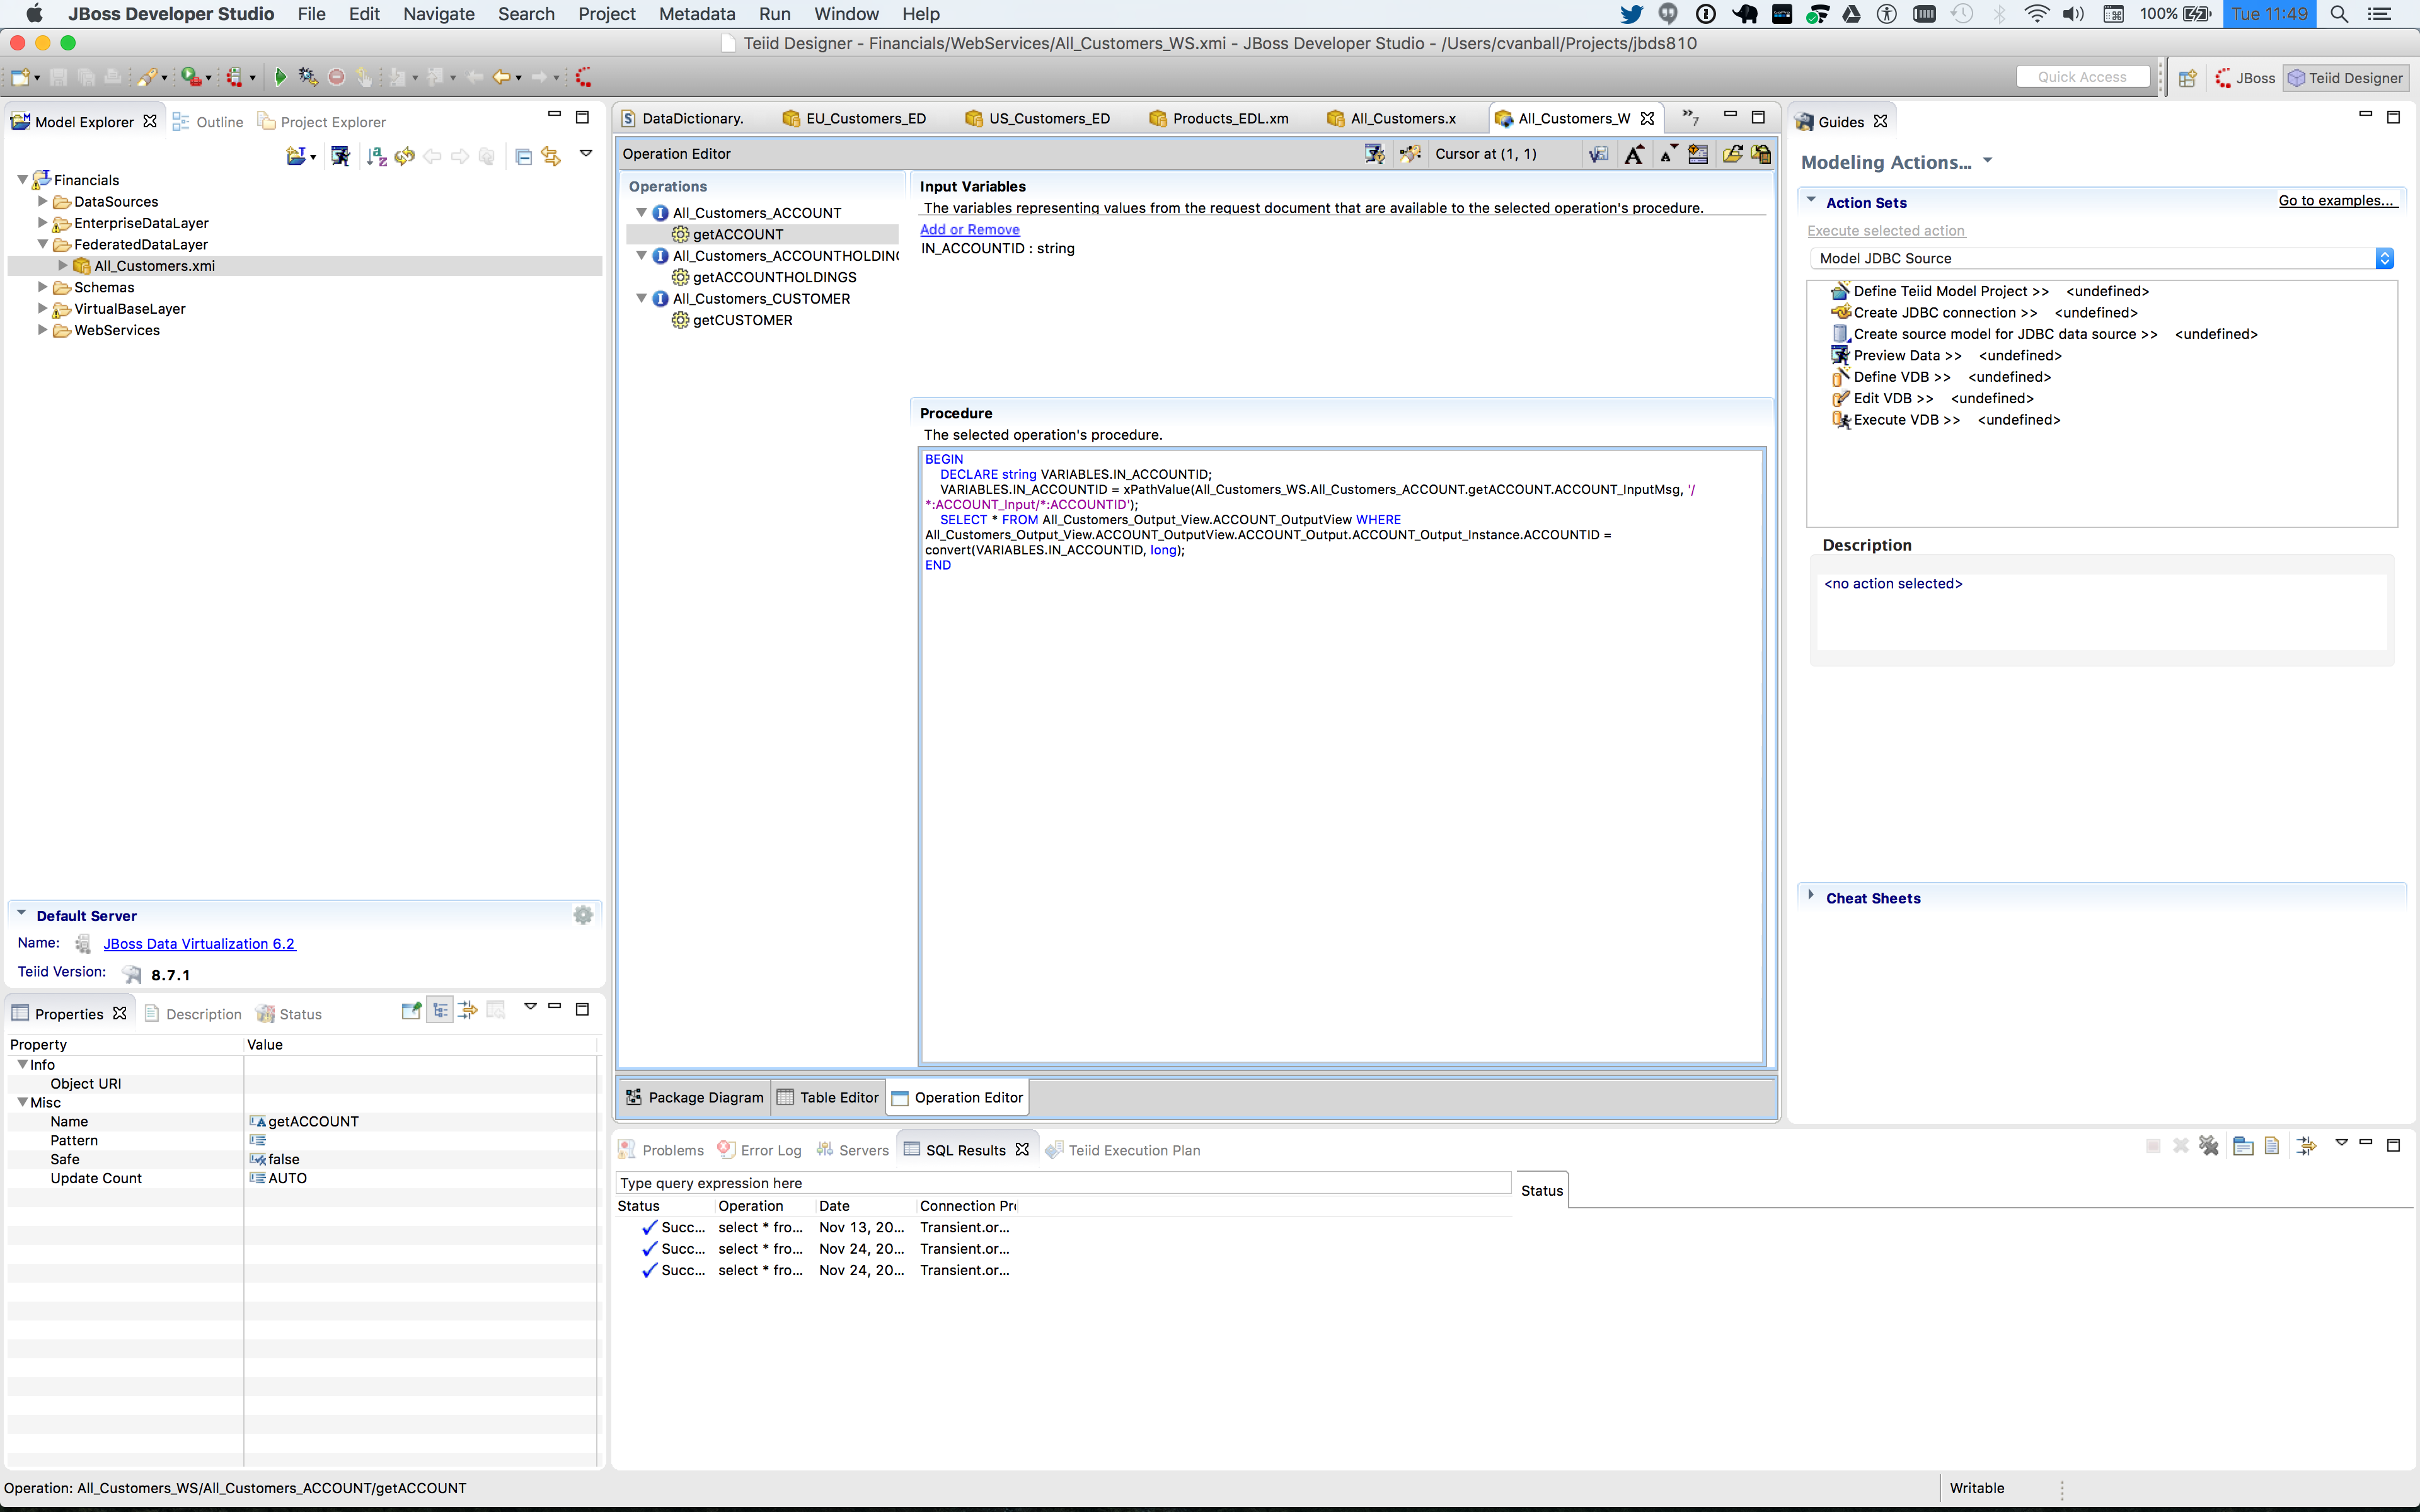 JBoss Developer Studio File Edit Navigate Search Project Metadata Run Window Help 100% Tue 11:49
Teiid Designer - Financials/WebServices/All_Customers_WS.xmi - JBoss Developer Studio - /Users/cvanball/Projects/jbds810
Quick Access JBoss Teiid Designer
Model Explorer Outline Project Explorer
Financials
DataSources
EnterpriseDataLayer
FederatedDataLayer
All_Customers.xmi
Schemas
VirtualBaseLayer
WebServices
Default Server
Name: JBoss Data Virtualization 6.2
Teiid Version: 8.7.1
Properties Description Status
Property Value
Info
Object URI
Misc
Name getACCOUNT
Pattern
Safe false
Update Count AUTO
DataDictionary. EU_Customers_ED US_Customers_ED Products_EDL.xm All_Customers.x All_Customers_W »7
Operation Editor Cursor at (1, 1)
Operations
All_Customers_ACCOUNT
getACCOUNT
All_Customers_ACCOUNTHOLDIN
getACCOUNTHOLDINGS
All_Customers_CUSTOMER
getCUSTOMER
Input Variables
The variables representing values from the request document that are available to the selected operation's procedure.
Add or Remove
IN_ACCOUNTID : string
Procedure
The selected operation's procedure.
BEGIN
DECLARE string VARIABLES.IN_ACCOUNTID;
VARIABLES.IN_ACCOUNTID = xPathValue(All_Customers_WS.All_Customers_ACCOUNT.getACCOUNT.ACCOUNT_InputMsg, '/
*:ACCOUNT_Input/*:ACCOUNTID');
SELECT * FROM All_Customers_Output_View.ACCOUNT_OutputView WHERE
All_Customers_Output_View.ACCOUNT_OutputView.ACCOUNT_Output.ACCOUNT_Output_Instance.ACCOUNTID =
convert(VARIABLES.IN_ACCOUNTID, long);
END
Package Diagram Table Editor Operation Editor
Problems Error Log Servers SQL Results Teiid Execution Plan
Type query expression here
Status
Status Operation Date Connection Pr
Succ... select * fro... Nov 13, 20... Transient.or...
Succ... select * fro... Nov 24, 20... Transient.or...
Succ... select * fro... Nov 24, 20... Transient.or...
Guides
Modeling Actions...
Action Sets Go to examples...
Execute selected action
Model JDBC Source
Define Teiid Model Project >> <undefined>
Create JDBC connection >> <undefined>
Create source model for JDBC data source >> <undefined>
Preview Data >> <undefined>
Define VDB >> <undefined>
Edit VDB >> <undefined>
Execute VDB >> <undefined>
Description
<no action selected>
Cheat Sheets
Operation: All_Customers_WS/All_Customers_ACCOUNT/getACCOUNT
Writable